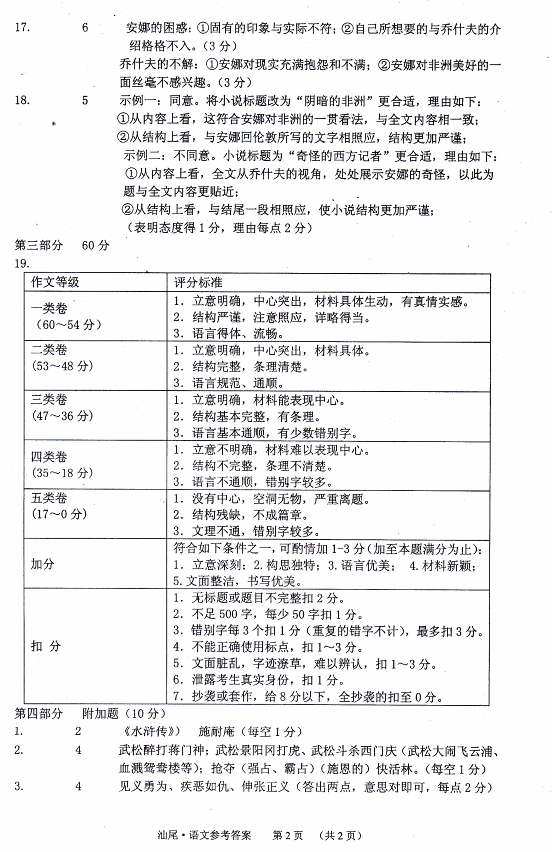 17. 6 安娜的困惑：①固有的印象与实际不符；②自己所想要的与乔什夫的介
绍格格不入。（3分）
乔什夫的不解：①安娜对现实充满抱怨和不满；②安娜对非洲美好的一
面丝毫不感兴趣。（3分）
18. 5 示例一：同意。将小说标题改为“阴暗的非洲”更合适，理由如下：
①从内容上看，这符合安娜对非洲的一贯看法，与全文内容相一致；
②从结构上看，与安娜回伦敦所写的文字相照应，结构更加严谨；
示例二：不同意。小说标题为“奇怪的西方记者”更合适，理由如下：
①从内容上看，全文从乔什夫的视角，处处展示安娜的奇怪，以此为
题与全文内容更贴近；
②从结构上看，与结尾一段相照应，使小说结构更加严谨；
（表明态度得1分，理由每点2分）
第三部分 60分
19.
作文等级 评分标准
一类卷
（60～54分）
1．立意明确，中心突出，材料具体生动，有真情实感。
2．结构严谨，注意照应，详略得当。
3．语言得体、流畅。
二类卷
(53～48分)
1．立意明确，中心突出，材料具体。
2．结构完整，条理清楚。
3．语言规范、通顺。
三类卷
(47～36分)
1．立意明确，材料能表现中心。
2．结构基本完整，有条理。
3．语言基本通顺，有少数错别字。
四类卷
(35～18分)
1．立意不明确，材料难以表现中心。
2．结构不完整，条理不清楚。
3．语言不通顺，错别字较多。
五类卷
(17～0分)
1．没有中心，空洞无物，严重离题。
2．结构残缺，不成篇章。
3．文理不通，错别字较多。
加分
符合如下条件之一，可酌情加1-3分（加至本题满分为止）：
1．立意深刻；2.构思独特；3.语言优美； 4.材料新颖；
5.文面整洁，书写优美。
扣 分
1．无标题或题目不完整扣2分。
2．不足500字，每少50字扣1分。
3．错别字每3个扣1分（重复的错字不计），最多扣3分。
4．不能正确使用标点，扣1～3分。
5．文面脏乱，字迹潦草，难以辨认，扣1～3分。
6．泄露考生真实身份，扣1分。
7．抄袭或套作，给8分以下，全抄袭的扣至0分。
第四部分 附加题（10分）
1. 2 《水浒传》） 施耐庵（每空1分）
2. 4 武松醉打蒋门神；武松景阳冈打虎、武松斗杀西门庆（武松大闹飞云浦、
血溅鸳鸯楼等）；抢夺（强占、霸占）（施恩的）快活林。（每空1分）
3. 4 见义勇为、疾恶如仇、伸张正义（答出两点，意思对即可，每点2分）
汕尾·语文参考答案 第2页 （共2页）